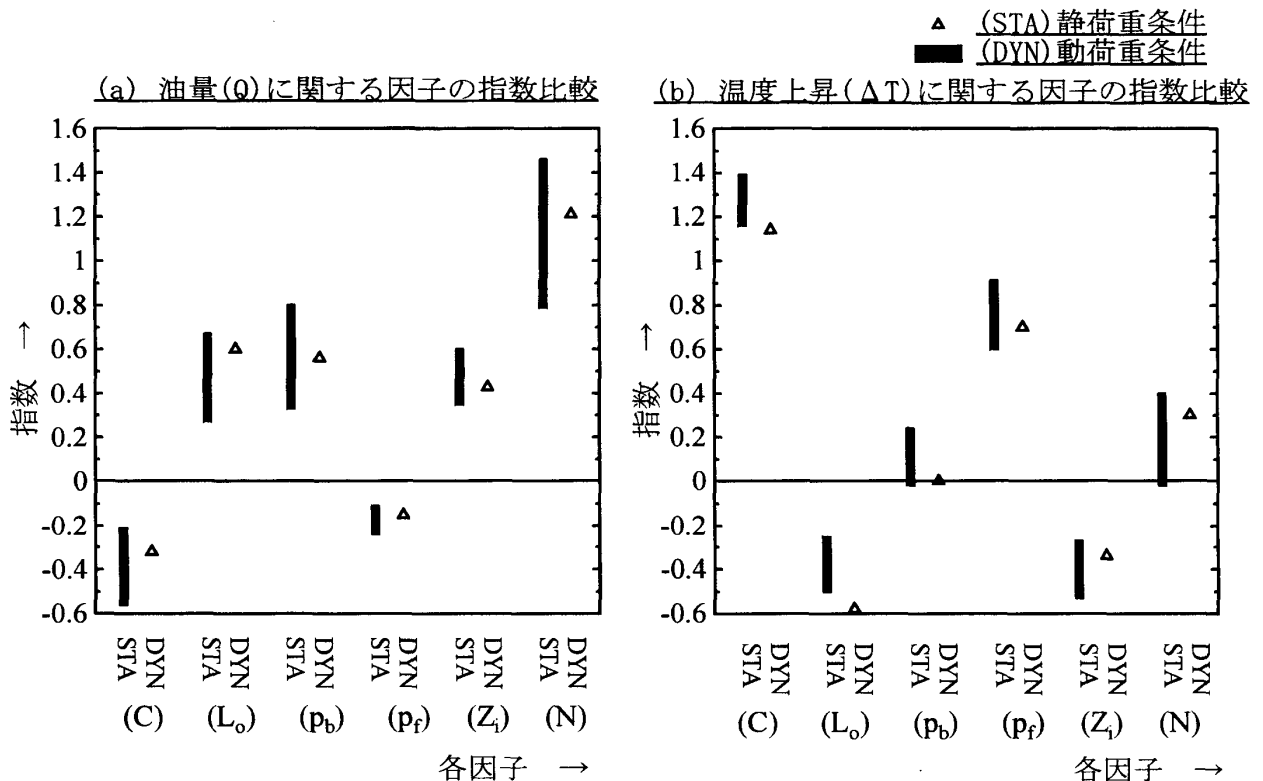 △ (STA)静荷重条件
(DYN)動荷重条件
(a) 油量(Q)に関する因子の指数比較
1.6
1.4
1.2
1
0.8
0.6
0.4
0.2
0
-0.2
-0.4
-0.6
指数 →
STA DYN STA DYN STA DYN STA DYN STA DYN STA DYN
(C) (Lo) (pb) (pf) (Zi) (N)
各因子 →
(b) 温度上昇(ΔT)に関する因子の指数比較
1.6
1.4
1.2
1
0.8
0.6
0.4
0.2
0
-0.2
-0.4
-0.6
指数 →
STA DYN STA DYN STA DYN STA DYN STA DYN STA DYN
(C) (Lo) (pb) (pf) (Zi) (N)
各因子 →